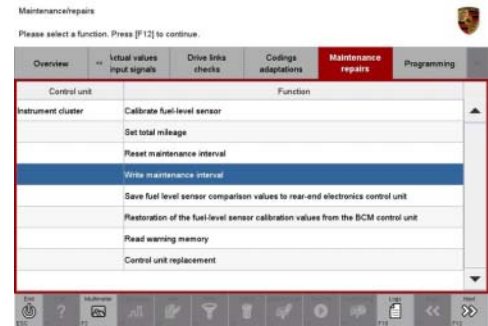 Maintenance/repairs
Please select a function. Press [F12] to continue.
Overview
Actual values
input signals
Drive links
checks
Codings
adaptations
Maintenance
repairs
Programming
Control unit
Function
Instrument cluster
Calibrate fuel-level sensor
Set total mileage
Reset maintenance interval
Write maintenance interval
Save fuel level sensor comparison values to rear-end electronics control unit
Restoration of the fuel-level sensor calibration values from the BCM control unit
Read warning memory
Control unit replacement
Multimeter
ESC
F12